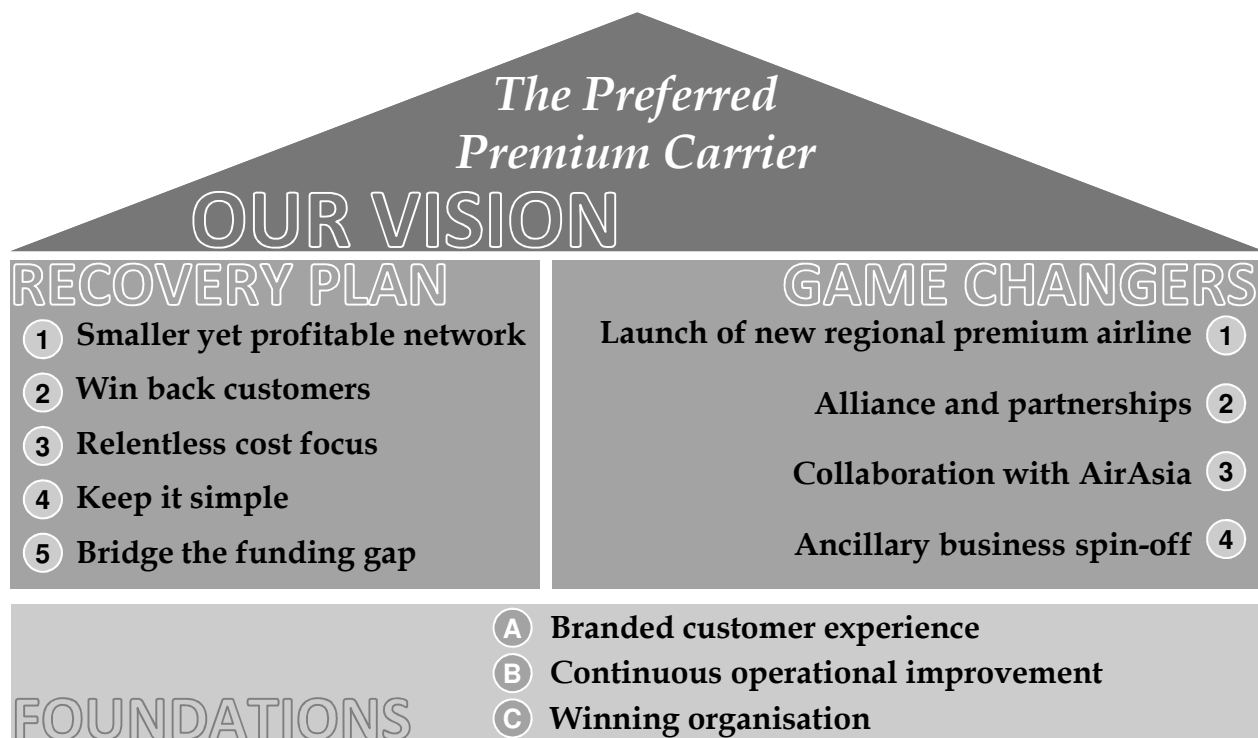 The Preferred
Premium Carrier
OUR VISION
RECOVERY PLAN
1 Smaller yet profitable network
2 Win back customers
3 Relentless cost focus
4 Keep it simple
5 Bridge the funding gap
GAME CHANGERS
Launch of new regional premium airline 1
Alliance and partnerships 2
Collaboration with AirAsia 3
Ancillary business spin-off 4
FOUNDATIONS
A Branded customer experience
B Continuous operational improvement
C Winning organisation